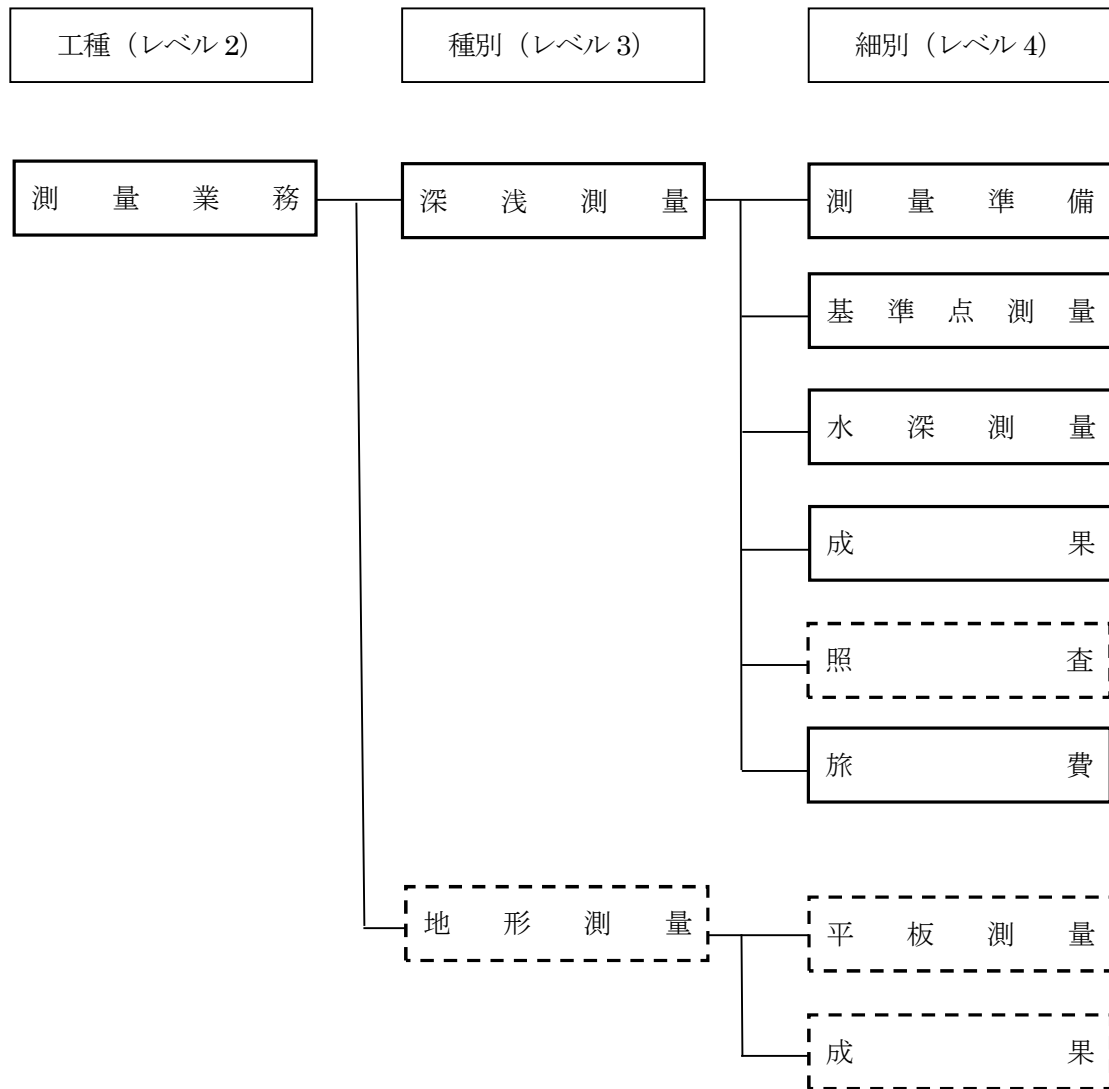 工種（レベル2） 種別（レベル3） 細別（レベル4）
測量業務 深浅測量 測量準備
基準点測量
水深測量
成果
照査
旅費
地形測量 平板測量
成果